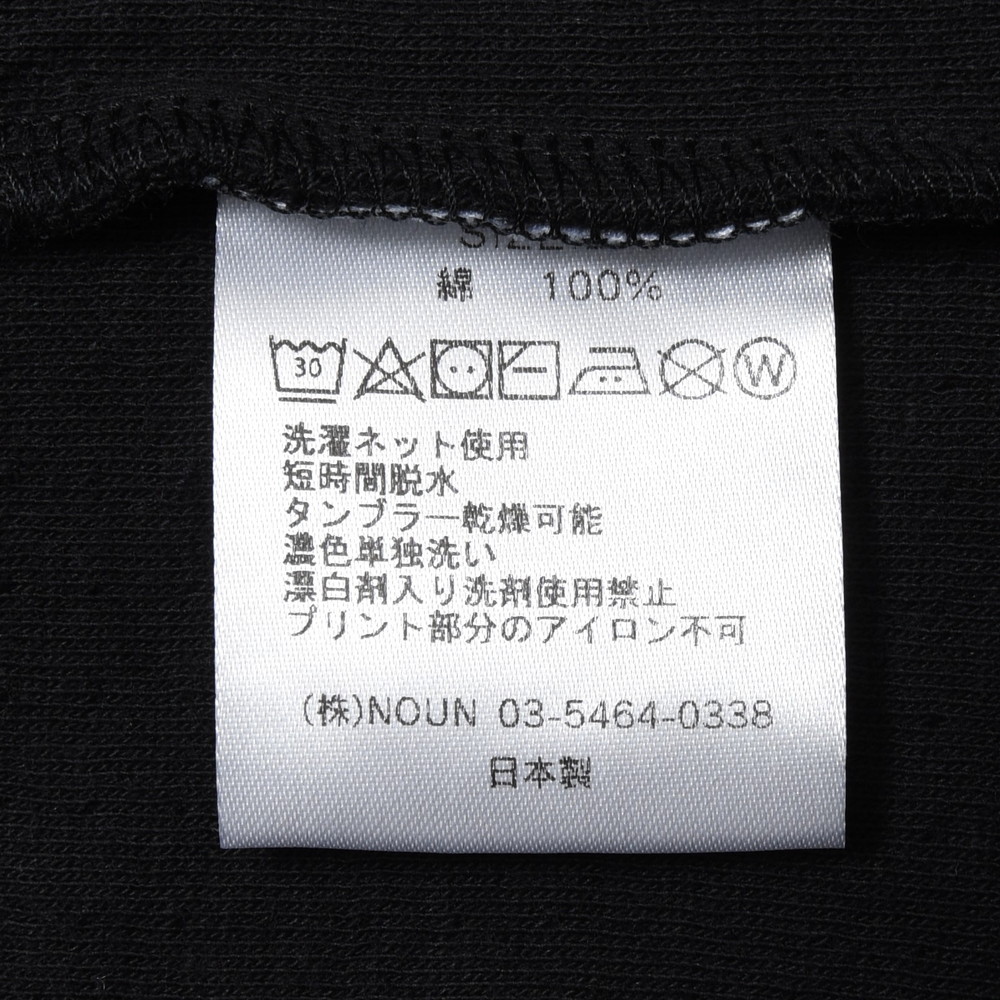 綿 100%
30 W
洗濯ネット使用
短時間脱水
タンブラー乾燥可能
濃色単独洗い
漂白剤入り洗剤使用禁止
プリント部分のアイロン不可
(株)NOUN 03-5464-0338
日本製